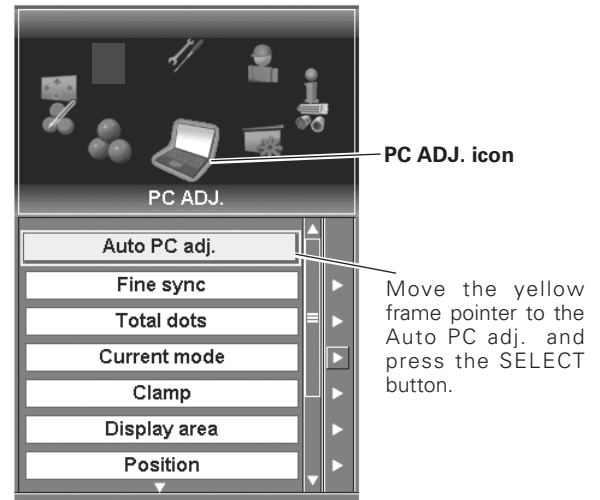 PC ADJ. icon
PC ADJ.
Auto PC adj.
Fine sync
Total dots
Current mode
Clamp
Display area
Position
Move the yellow
frame pointer to the
Auto PC adj. and
press the SELECT
button.